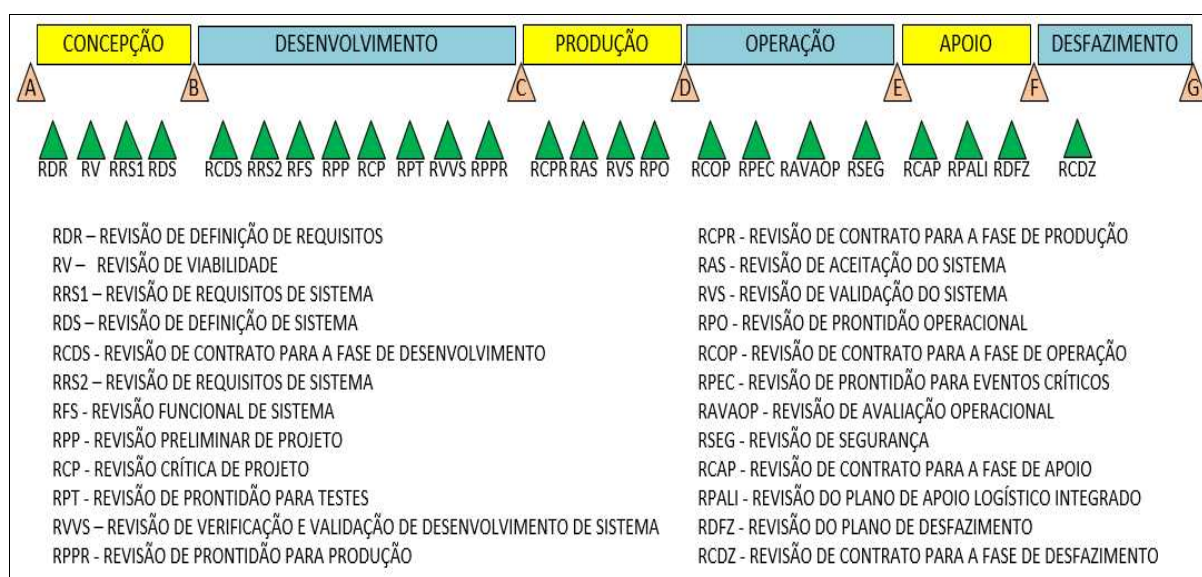 CONCEPÇÃO DESENVOLVIMENTO PRODUÇÃO OPERAÇÃO APOIO DESFAZIMENTO
A B C D E F G
RDR RV RRS1 RDS RCDS RRS2 RFS RPP RCP RPT RVVS RPPR RCPR RAS RVS RPO RCOP RPEC RAVAOP RSEG RCAP RPALI RDFZ RCDZ
RDR – REVISÃO DE DEFINIÇÃO DE REQUISITOS
RV – REVISÃO DE VIABILIDADE
RRS1 – REVISÃO DE REQUISITOS DE SISTEMA
RDS – REVISÃO DE DEFINIÇÃO DE SISTEMA
RCDS - REVISÃO DE CONTRATO PARA A FASE DE DESENVOLVIMENTO
RRS2 – REVISÃO DE REQUISITOS DE SISTEMA
RFS - REVISÃO FUNCIONAL DE SISTEMA
RPP - REVISÃO PRELIMINAR DE PROJETO
RCP - REVISÃO CRÍTICA DE PROJETO
RPT - REVISÃO DE PRONTIDÃO PARA TESTES
RVVS – REVISÃO DE VERIFICAÇÃO E VALIDAÇÃO DE DESENVOLVIMENTO DE SISTEMA
RPPR - REVISÃO DE PRONTIDÃO PARA PRODUÇÃO
RCPR - REVISÃO DE CONTRATO PARA A FASE DE PRODUÇÃO
RAS - REVISÃO DE ACEITAÇÃO DO SISTEMA
RVS - REVISÃO DE VALIDAÇÃO DO SISTEMA
RPO - REVISÃO DE PRONTIDÃO OPERACIONAL
RCOP - REVISÃO DE CONTRATO PARA A FASE DE OPERAÇÃO
RPEC - REVISÃO DE PRONTIDÃO PARA EVENTOS CRÍTICOS
RAVAOP - REVISÃO DE AVALIAÇÃO OPERACIONAL
RSEG - REVISÃO DE SEGURANÇA
RCAP - REVISÃO DE CONTRATO PARA A FASE DE APOIO
RPALI - REVISÃO DO PLANO DE APOIO LOGÍSTICO INTEGRADO
RDFZ - REVISÃO DO PLANO DE DESFAZIMENTO
RCDZ - REVISÃO DE CONTRATO PARA A FASE DE DESFAZIMENTO